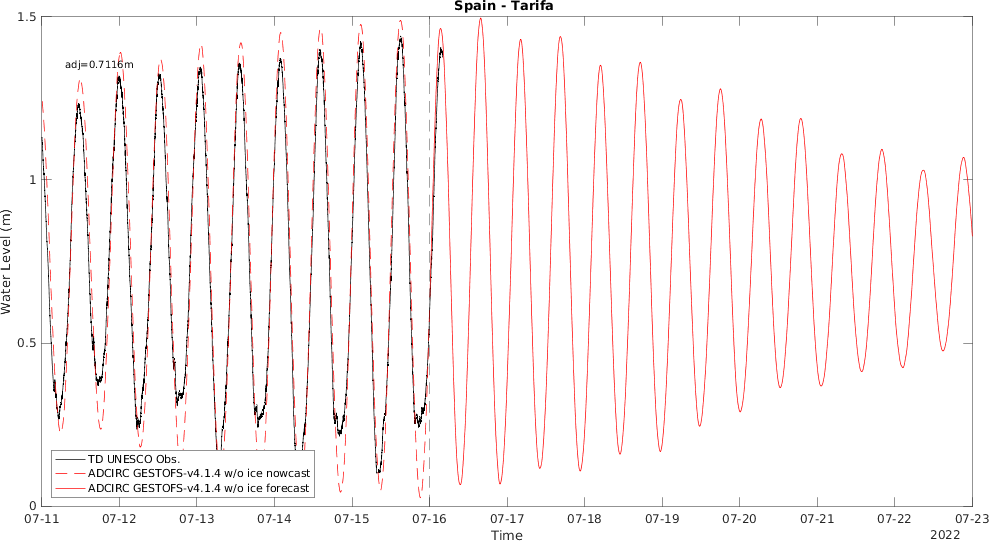 Spain - Tarifa
1.5
1
0.5
0
Water Level (m)
adj=0.7116m
TD UNESCO Obs.
ADCIRC GESTOFS-v4.1.4 w/o ice nowcast
ADCIRC GESTOFS-v4.1.4 w/o ice forecast
07-11 07-12 07-13 07-14 07-15 07-16 07-17 07-18 07-19 07-20 07-21 07-22 07-23
Time
2022